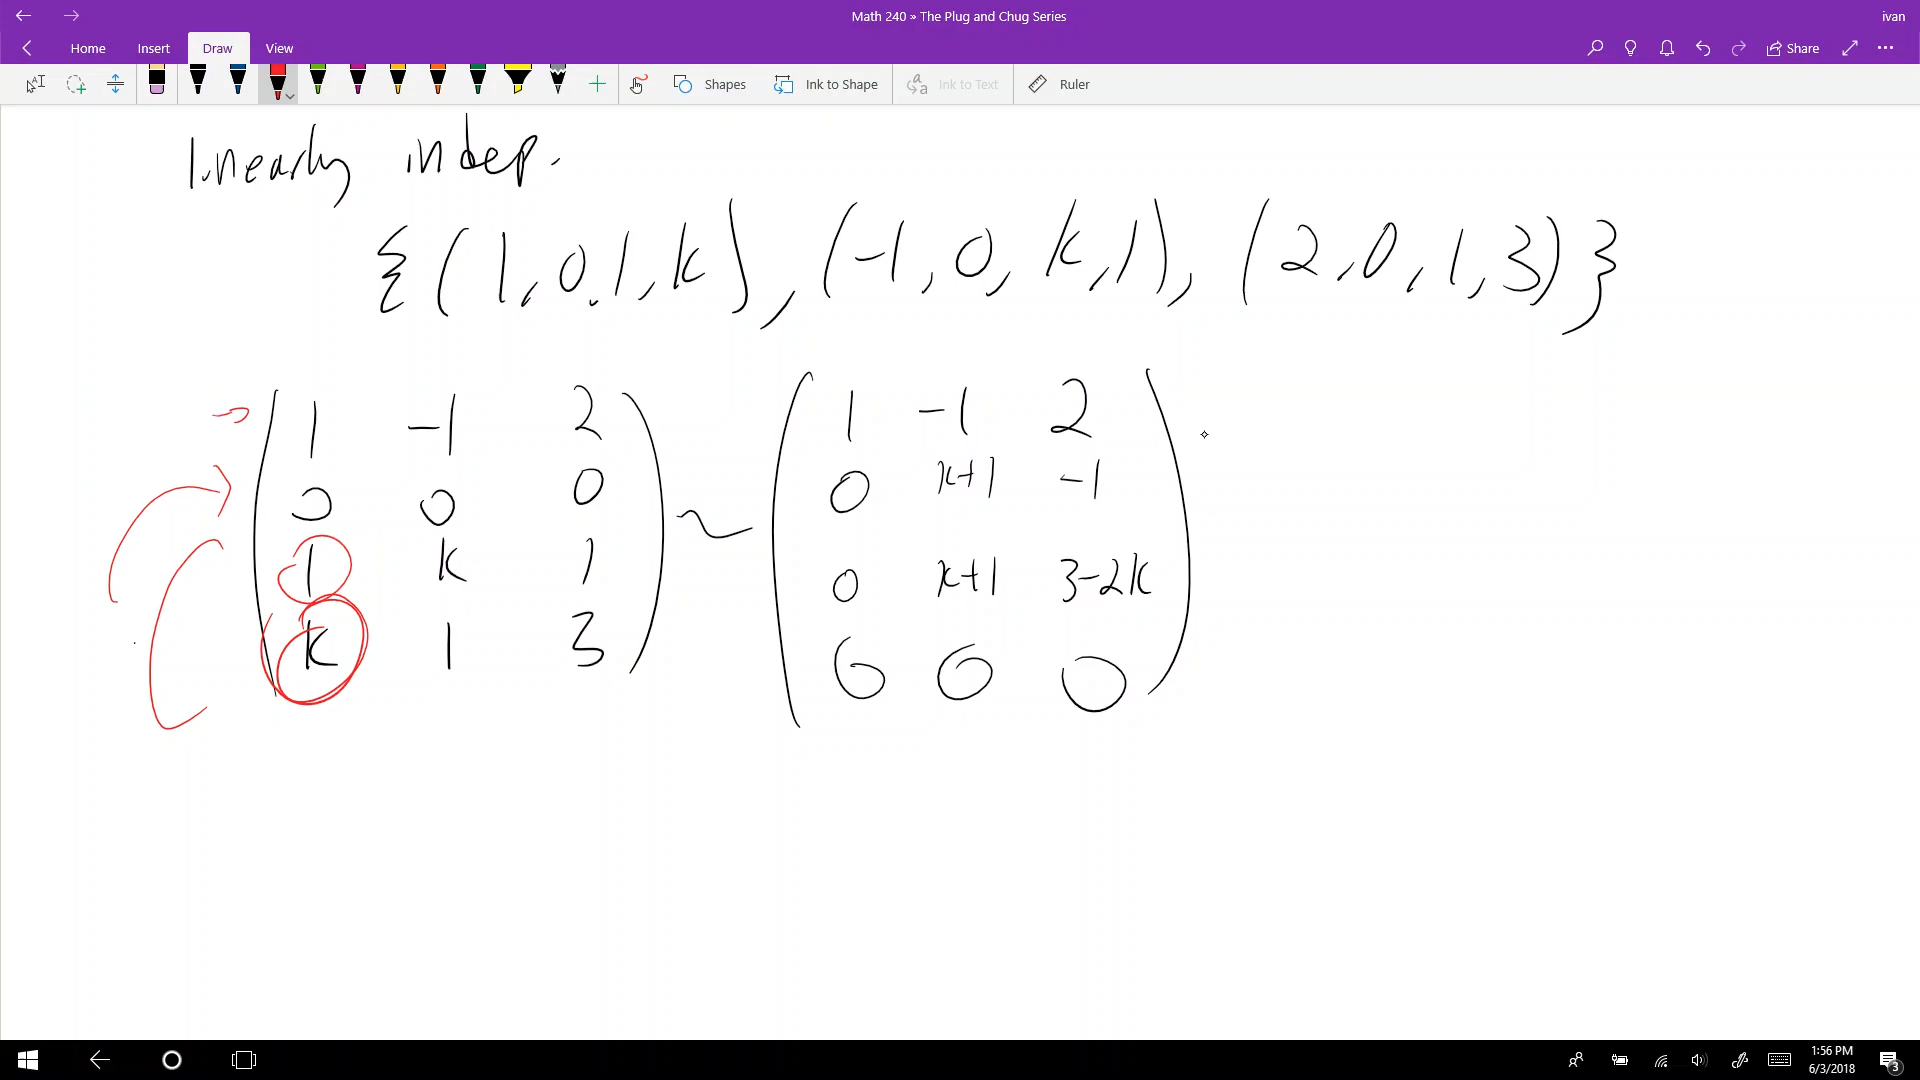 Math 240 » The Plug and Chug Series
ivan
Home Insert Draw View
Share
Shapes Ink to Shape Ink to Text Ruler
linearly indep.
{(1,0,1,k), (-1,0,k,1), (2,0,1,3)}
1 -1 2
0 0 0
1 k 1
k 1 3
~
1 -1 2
0 k+1 -1
0 k+1 3-2k
0 0 0
1:56 PM
6/3/2018
3